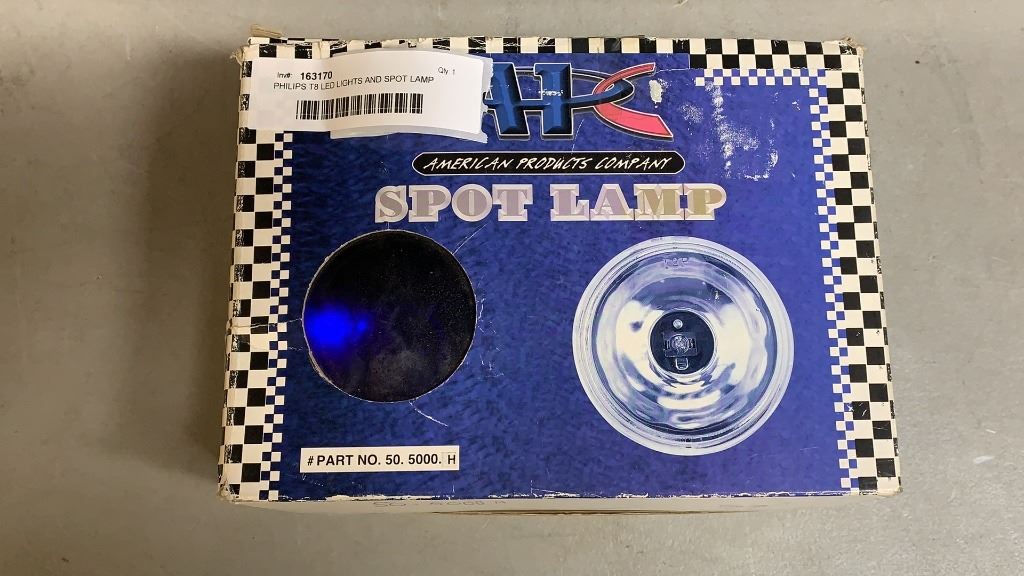 Inv#: 163170 Qty. 1
PHILIPS T8 LED LIGHTS AND SPOT LAMP
AMERICAN PRODUCTS COMPANY
SPOT LAMP
# PART NO. 50. 5000. H